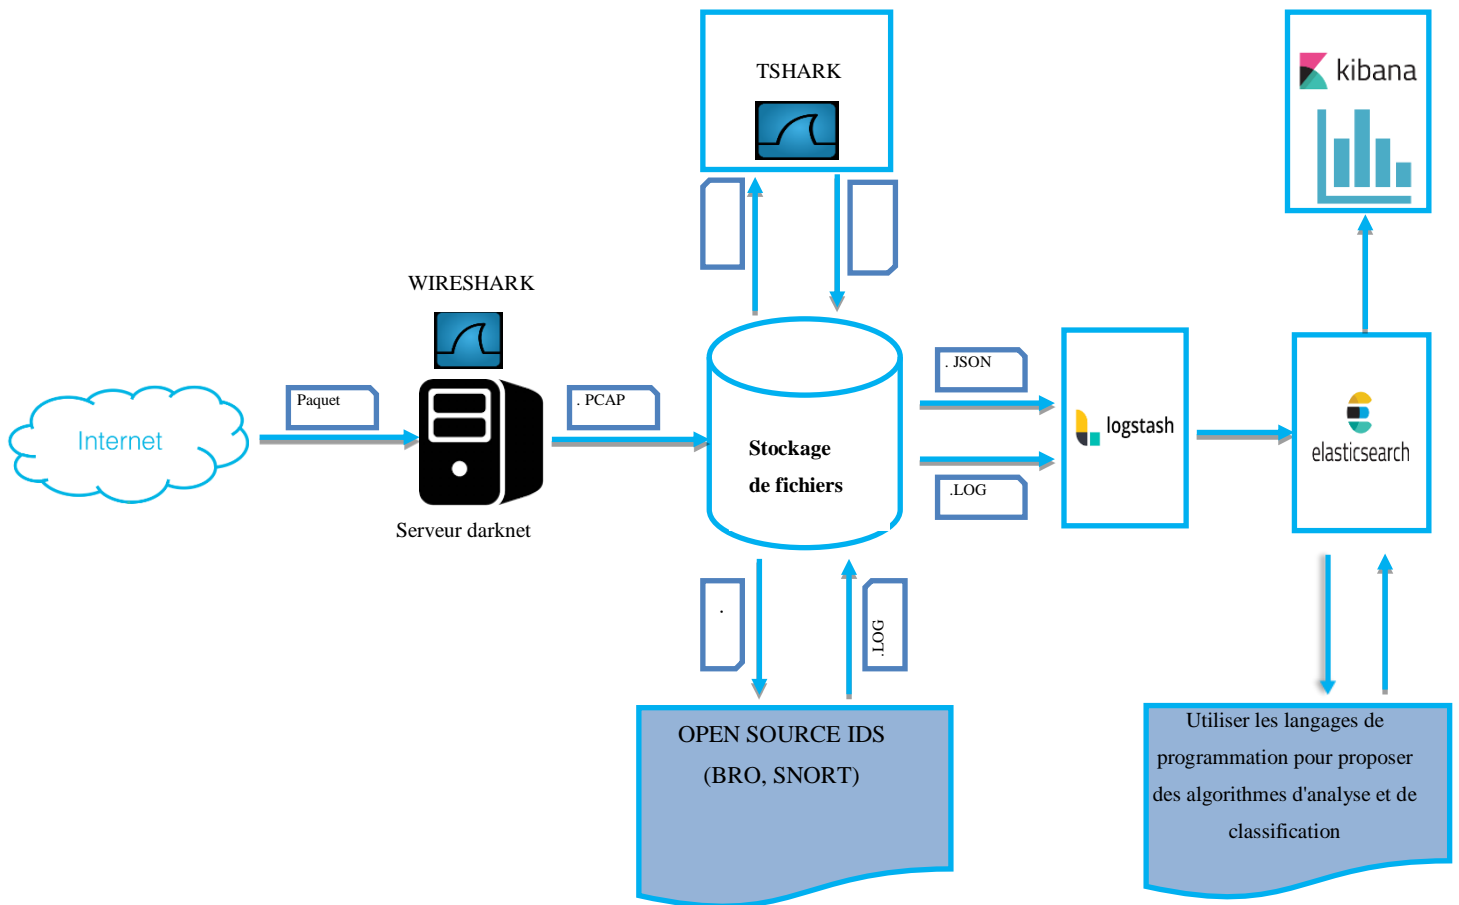 TSHARK
kibana
WIRESHARK
Internet
Paquet
. PCAP
Stockage
de fichiers
. JSON
.LOG
logstash
elasticsearch
Serveur darknet
.
.LOG
OPEN SOURCE IDS
(BRO, SNORT)
Utiliser les langages de
programmation pour proposer
des algorithmes d'analyse et de
classification